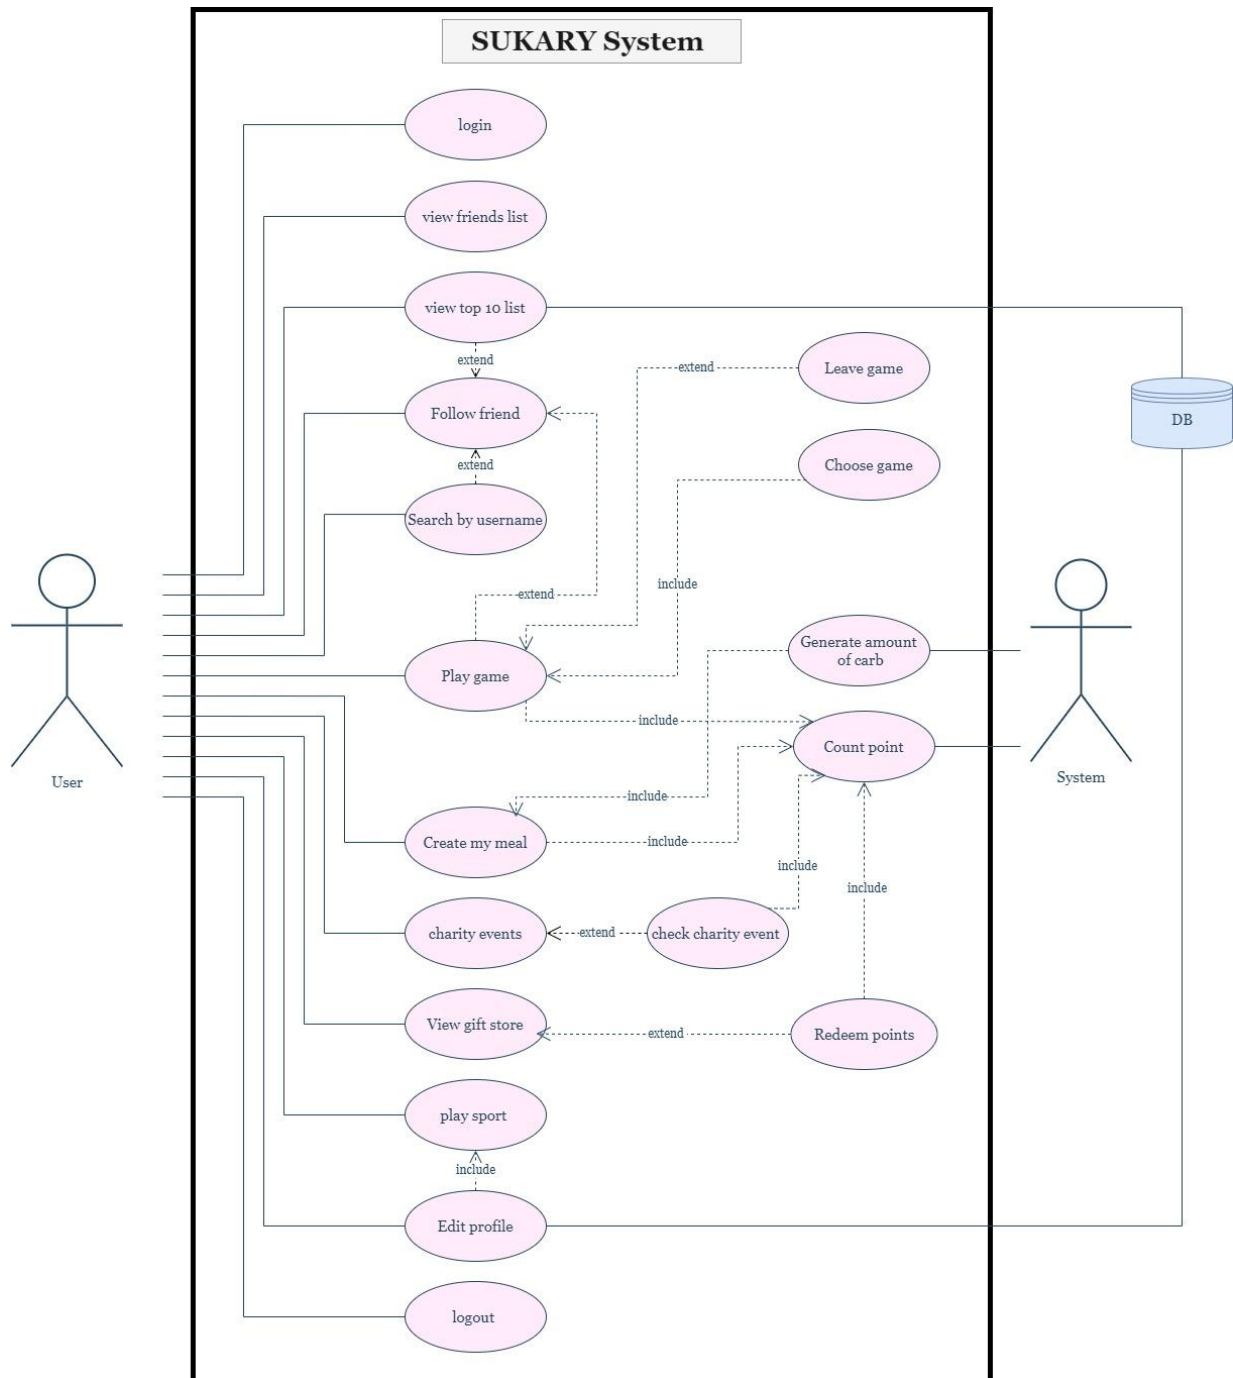 SUKARY System
login
view friends list
view top 10 list
extend
Leave game
extend
Follow friend
DB
extend
Choose game
Search by username
include
extend
Generate amount
of carb
Play game
include
Count point
User
System
include
Create my meal
include
include
include
charity events
extend
check charity event
View gift store
extend
Redeem points
play sport
include
Edit profile
logout